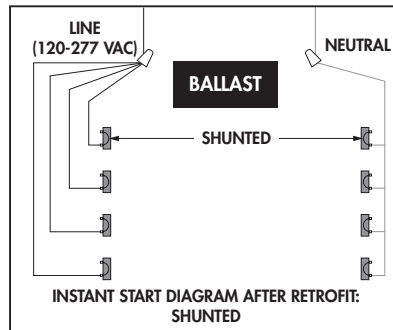 LINE
(120-277 VAC)
NEUTRAL
BALLAST
SHUNTED
INSTANT START DIAGRAM AFTER RETROFIT:
SHUNTED